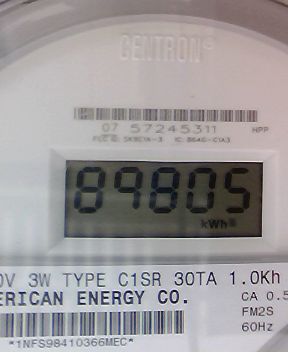 CENTRON
07 57245311 HPP
89805
kWh
0V 3W TYPE C1SR 30TA 1.0Kh
ERICAN ENERGY CO.
CA 0.5
FM2S
60Hz
*1NFS98410366MEC*